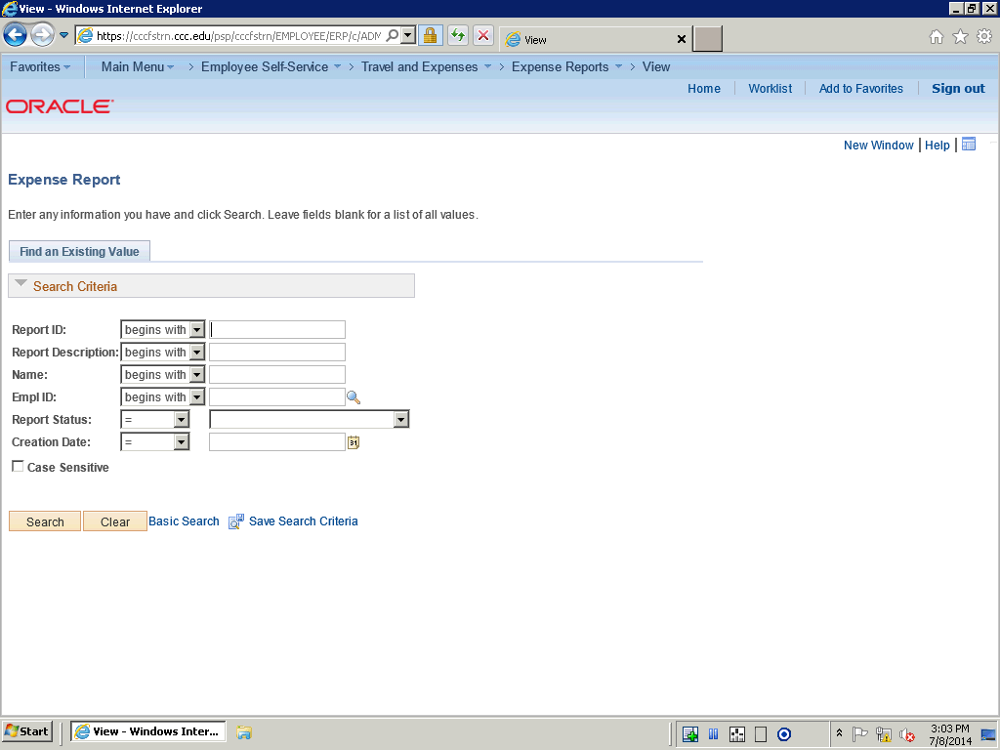 View - Windows Internet Explorer
https://cccfstrn.ccc.edu/psp/cccfstrn/EMPLOYEE/ERP/c/ADM
View
Favorites Main Menu > Employee Self-Service > Travel and Expenses > Expense Reports > View
Home Worklist Add to Favorites Sign out
ORACLE
New Window | Help |
Expense Report
Enter any information you have and click Search. Leave fields blank for a list of all values.
Find an Existing Value
Search Criteria
Report ID: begins with
Report Description: begins with
Name: begins with
Empl ID: begins with
Report Status: =
Creation Date: = 31
Case Sensitive
Search Clear Basic Search Save Search Criteria
Start View - Windows Inter... 3:03 PM
7/8/2014